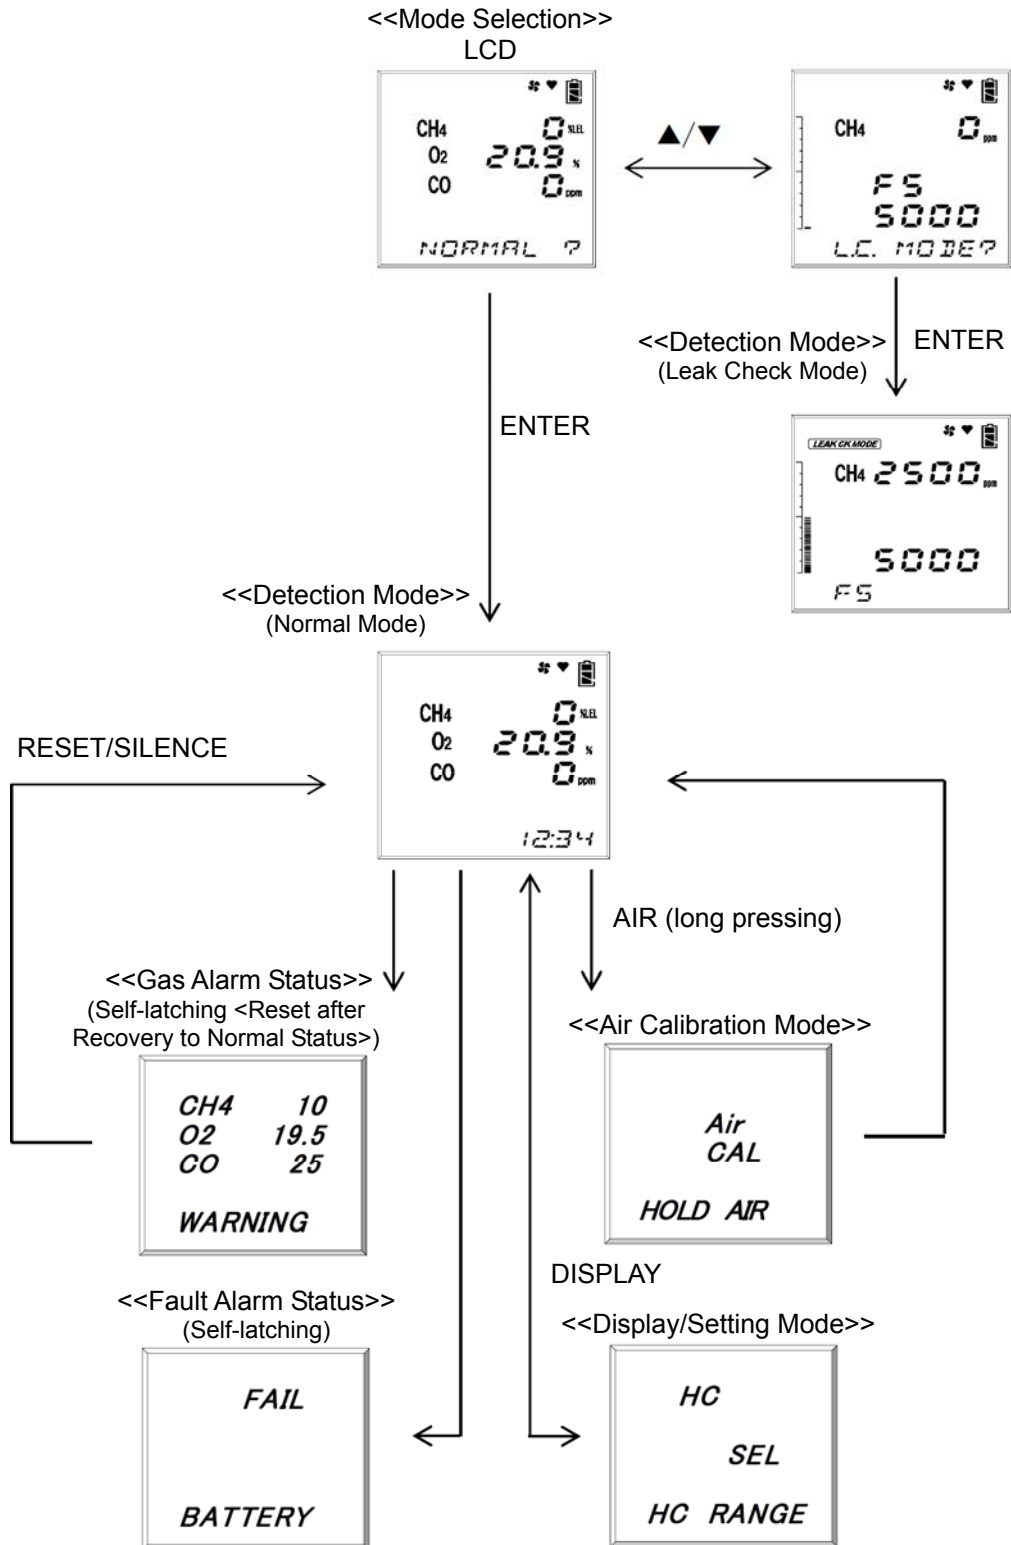 <<Mode Selection>>
LCD
CH4 0 %LEL
O2 20.9 %
CO 0 ppm
NORMAL ?
▲/▼
CH4 0 ppm
FS
5000
L.C. MODE?
<<Detection Mode>>
(Leak Check Mode)
ENTER
ENTER
LEAK CK MODE
CH4 2500 ppm
5000
FS
<<Detection Mode>>
(Normal Mode)
CH4 0 %LEL
O2 20.9 %
CO 0 ppm
12:34
RESET/SILENCE
AIR (long pressing)
<<Gas Alarm Status>>
(Self-latching <Reset after
Recovery to Normal Status>)
CH4 10
O2 19.5
CO 25
WARNING
<<Air Calibration Mode>>
Air
CAL
HOLD AIR
DISPLAY
<<Fault Alarm Status>>
(Self-latching)
FAIL
BATTERY
<<Display/Setting Mode>>
HC
SEL
HC RANGE